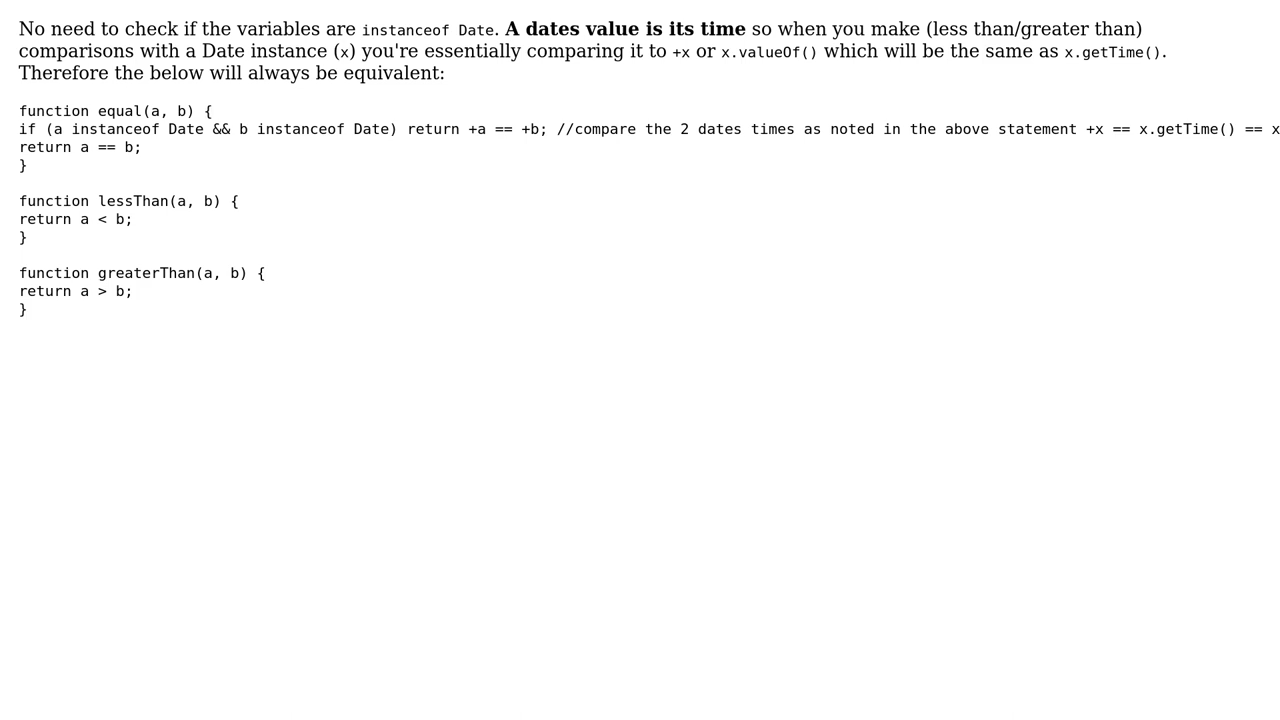 No need to check if the variables are instanceof Date. A dates value is its time so when you make (less than/greater than)
comparisons with a Date instance (x) you're essentially comparing it to +x or x.valueOf() which will be the same as x.getTime().
Therefore the below will always be equivalent:
function equal(a, b) {
if (a instanceof Date && b instanceof Date) return +a == +b; //compare the 2 dates times as noted in the above statement +x == x.getTime() == x
return a == b;
}
function lessThan(a, b) {
return a < b;
}
function greaterThan(a, b) {
return a > b;
}